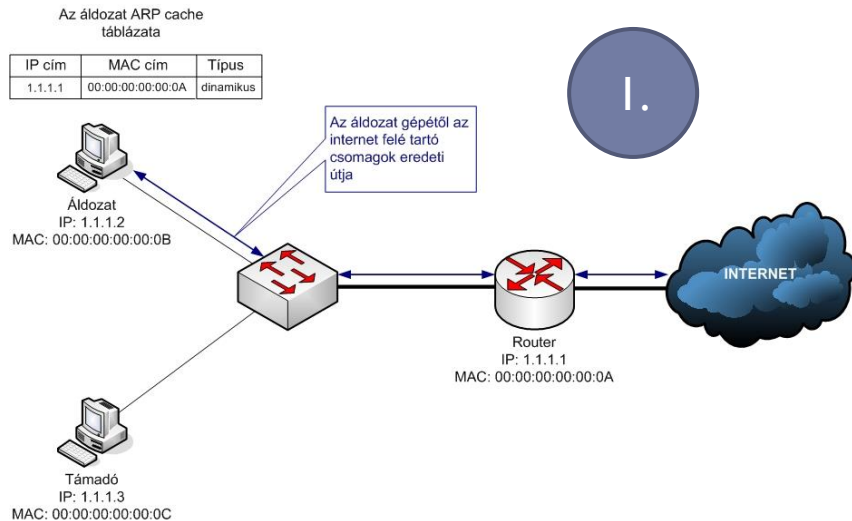 Az áldozat ARP cache
táblázata
IP cím MAC cím Típus
1.1.1.1 00:00:00:00:00:0A dinamikus
I.
Az áldozat gépétől az
internet felé tartó
csomagok eredeti
útja
Áldozat
IP: 1.1.1.2
MAC: 00:00:00:00:00:0B
INTERNET
Router
IP: 1.1.1.1
MAC: 00:00:00:00:00:0A
Támadó
IP: 1.1.1.3
MAC: 00:00:00:00:00:0C